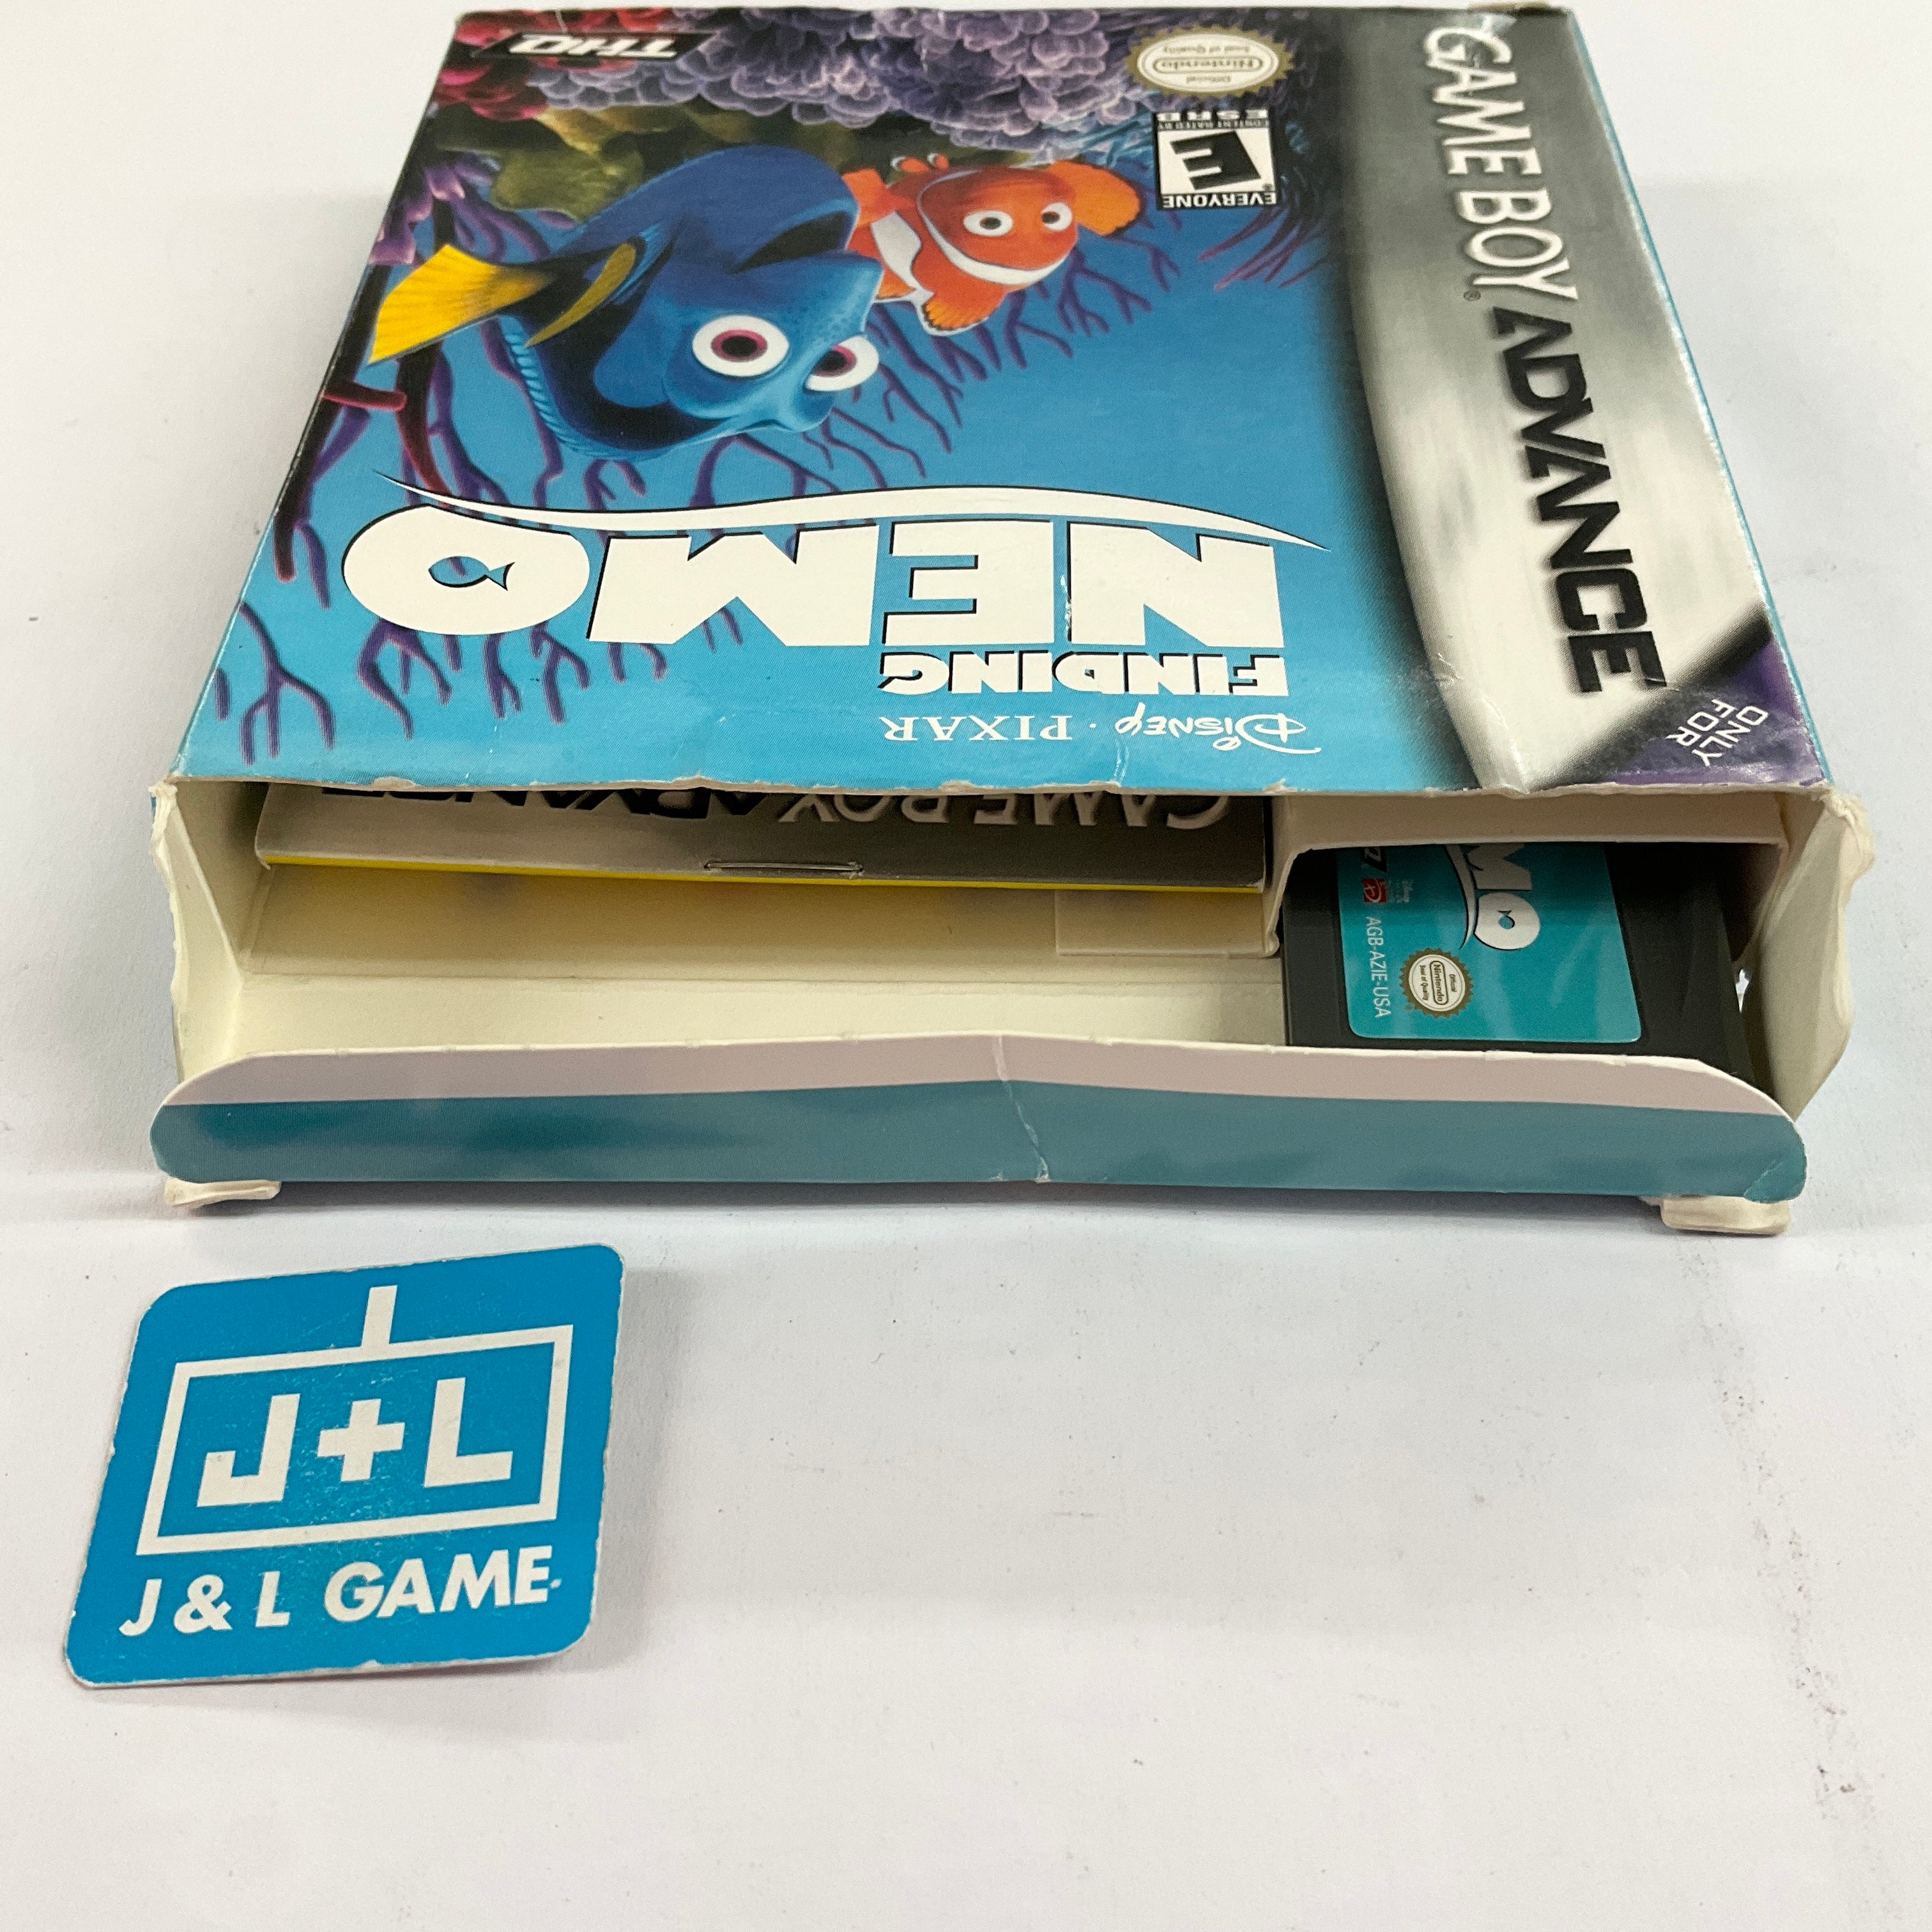 GAME BOY ADVANCE
ONLY
FOR
Disney · PIXAR
FINDING
NEMO
EVERYONE
E
CONTENT RATED BY
ESRB
Official
Nintendo
Seal of Quality
THQ
GAME BOY ADVANCE
MO
AGB-AZIE-USA
Official
Nintendo
Seal of Quality
J+L
J & L GAME